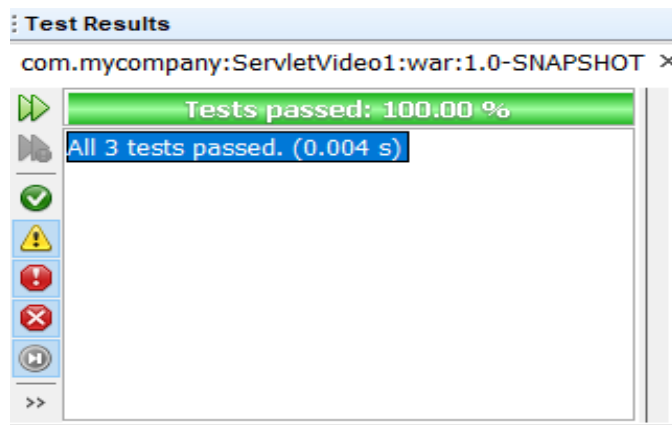 Test Results
com.mycompany:ServletVideo1:war:1.0-SNAPSHOT
Tests passed: 100.00 %
All 3 tests passed. (0.004 s)
>>